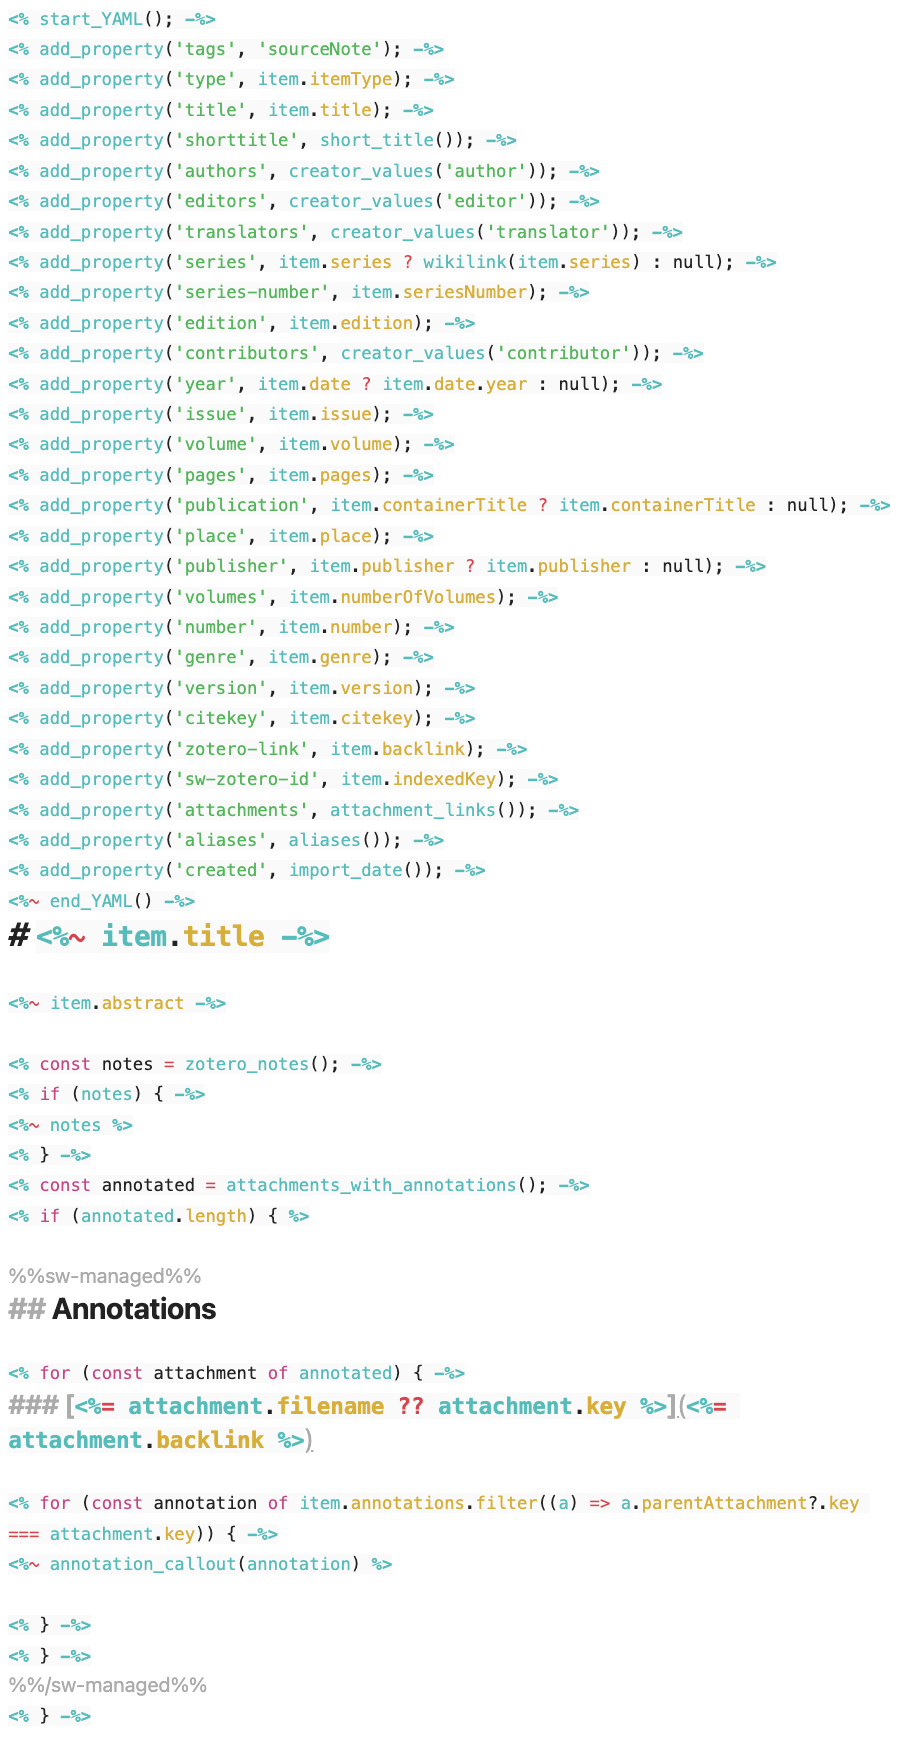 <% start_YAML(); -%>
<% add_property('tags', 'sourceNote'); -%>
<% add_property('type', item.itemType); -%>
<% add_property('title', item.title); -%>
<% add_property('shorttitle', short_title()); -%>
<% add_property('authors', creator_values('author')); -%>
<% add_property('editors', creator_values('editor')); -%>
<% add_property('translators', creator_values('translator')); -%>
<% add_property('series', item.series ? wikilink(item.series) : null); -%>
<% add_property('series-number', item.seriesNumber); -%>
<% add_property('edition', item.edition); -%>
<% add_property('contributors', creator_values('contributor')); -%>
<% add_property('year', item.date ? item.date.year : null); -%>
<% add_property('issue', item.issue); -%>
<% add_property('volume', item.volume); -%>
<% add_property('pages', item.pages); -%>
<% add_property('publication', item.containerTitle ? item.containerTitle : null); -%>
<% add_property('place', item.place); -%>
<% add_property('publisher', item.publisher ? item.publisher : null); -%>
<% add_property('volumes', item.numberOfVolumes); -%>
<% add_property('number', item.number); -%>
<% add_property('genre', item.genre); -%>
<% add_property('version', item.version); -%>
<% add_property('citekey', item.citekey); -%>
<% add_property('zotero-link', item.backlink); -%>
<% add_property('sw-zotero-id', item.indexedKey); -%>
<% add_property('attachments', attachment_links()); -%>
<% add_property('aliases', aliases()); -%>
<% add_property('created', import_date()); -%>
<%~ end_YAML() -%>
# <%~ item.title -%>
<%~ item.abstract -%>
<% const notes = zotero_notes(); -%>
<% if (notes) { -%>
<%~ notes %>
<% } -%>
<% const annotated = attachments_with_annotations(); -%>
<% if (annotated.length) { %>
%%sw-managed%%
## Annotations
<% for (const attachment of annotated) { -%>
### [<%= attachment.filename ?? attachment.key %>](<%=
attachment.backlink %>)
<% for (const annotation of item.annotations.filter((a) => a.parentAttachment?.key
=== attachment.key)) { -%>
<%~ annotation_callout(annotation) %>
<% } -%>
<% } -%>
%%/sw-managed%%
<% } -%>